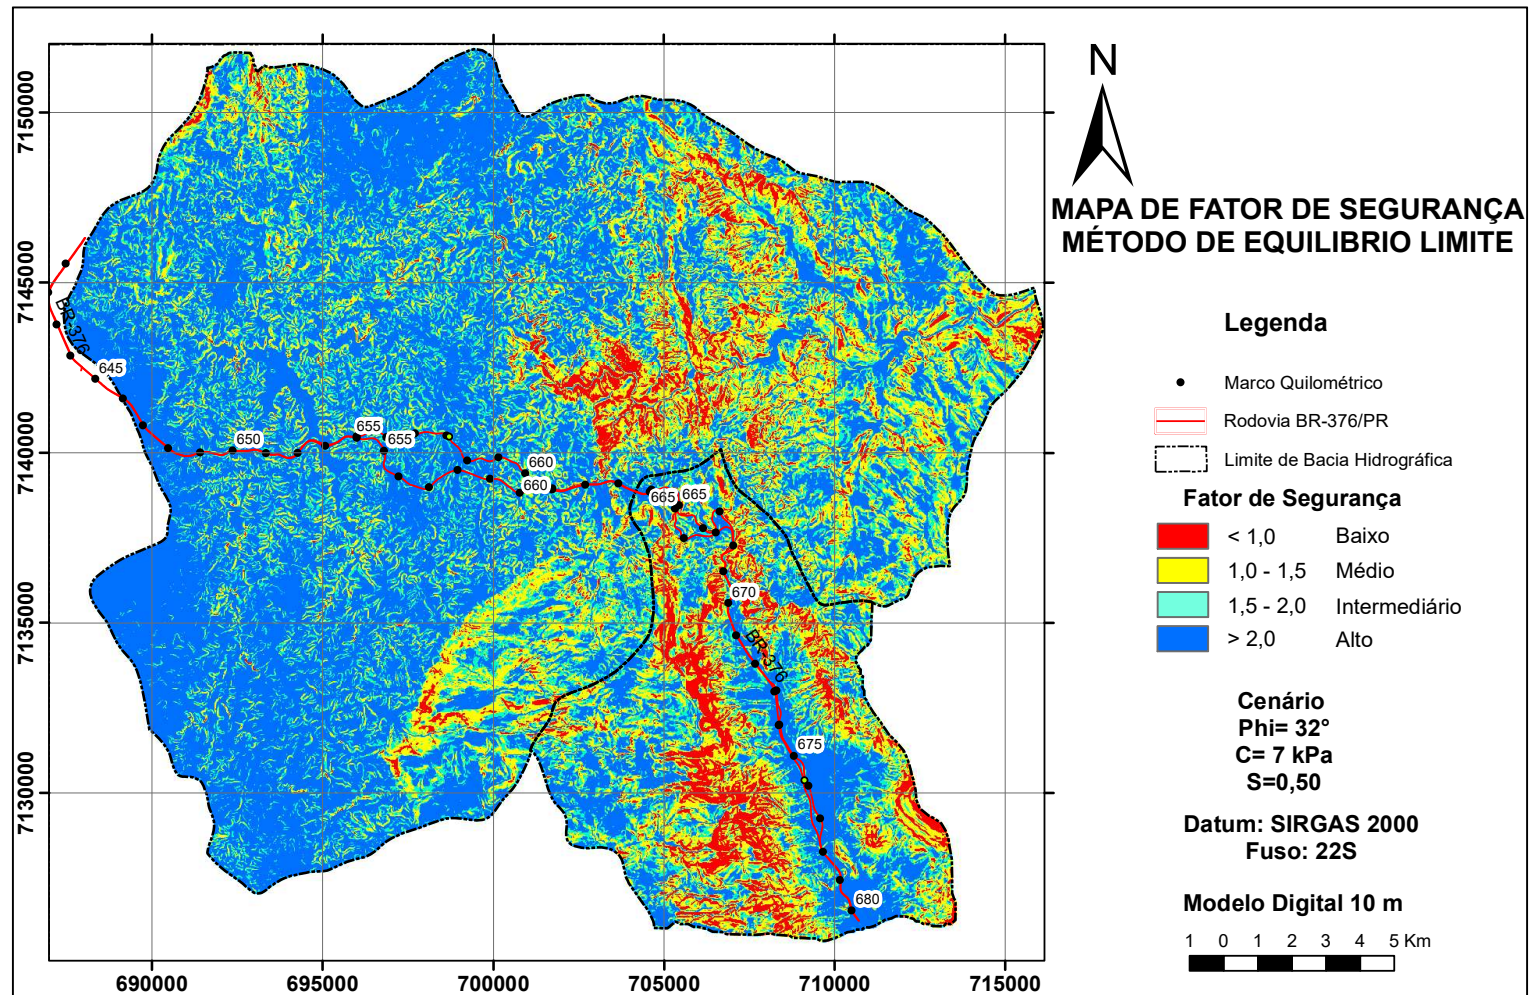 N
MAPA DE FATOR DE SEGURANÇA
MÉTODO DE EQUILIBRIO LIMITE
Legenda
Marco Quilométrico
Rodovia BR-376/PR
Limite de Bacia Hidrográfica
Fator de Segurança
< 1,0 Baixo
1,0 - 1,5 Médio
1,5 - 2,0 Intermediário
> 2,0 Alto
Cenário
Phi= 32°
C= 7 kPa
S=0,50
Datum: SIRGAS 2000
Fuso: 22S
Modelo Digital 10 m
1 0 1 2 3 4 5 Km
7150000
7145000
7140000
7135000
7130000
690000 695000 700000 705000 710000 715000
BR-376
645
650
655
655
660
660
665 665
670
BR-376
675
680